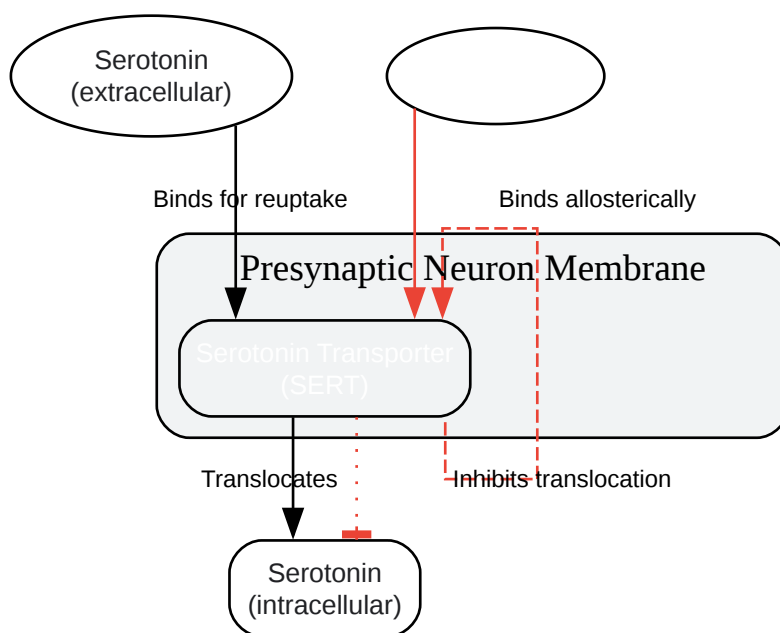 Serotonin
(extracellular)
Binds for reuptake
Binds allosterically
Presynaptic Neuron Membrane
Serotonin Transporter
(SERT)
Translocates
Inhibits translocation
Serotonin
(intracellular)